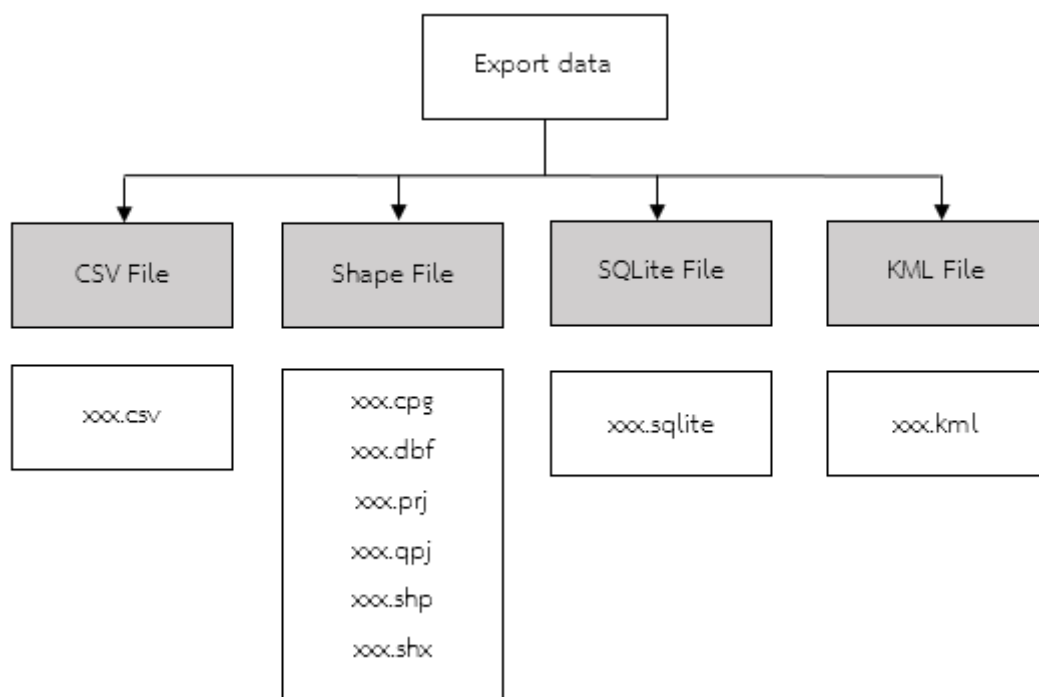 Export data
CSV File
Shape File
SQLite File
KML File
xxx.csv
xxx.cpg
xxx.dbf
xxx.prj
xxx.qpj
xxx.shp
xxx.shx
xxx.sqlite
xxx.kml